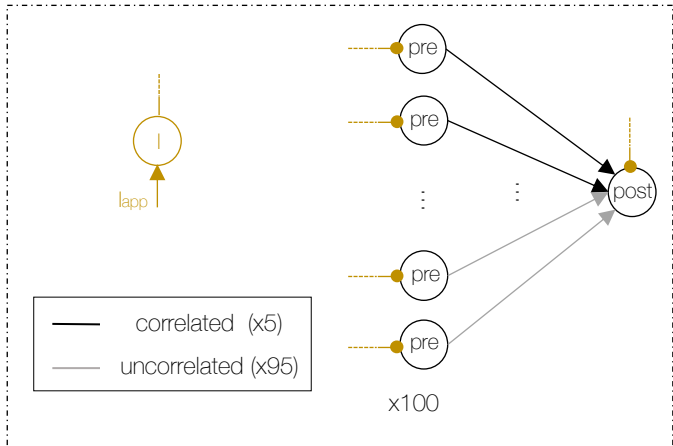 pre
pre
I
Iapp
post
pre
pre
correlated (x5)
uncorrelated (x95)
x100